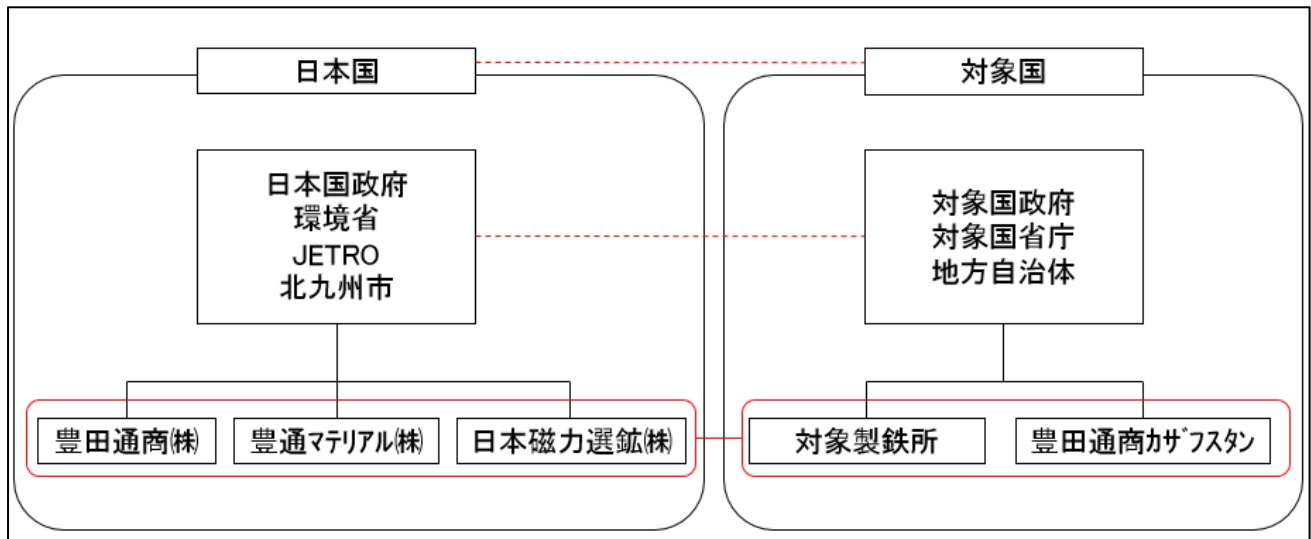 日本国
対象国
日本国政府
環境省
JETRO
北九州市
対象国政府
対象国省庁
地方自治体
豊田通商㈱
豊通マテリアル㈱
日本磁力選鉱㈱
対象製鉄所
豊田通商ｶｻﾞﾌｽﾀﾝ